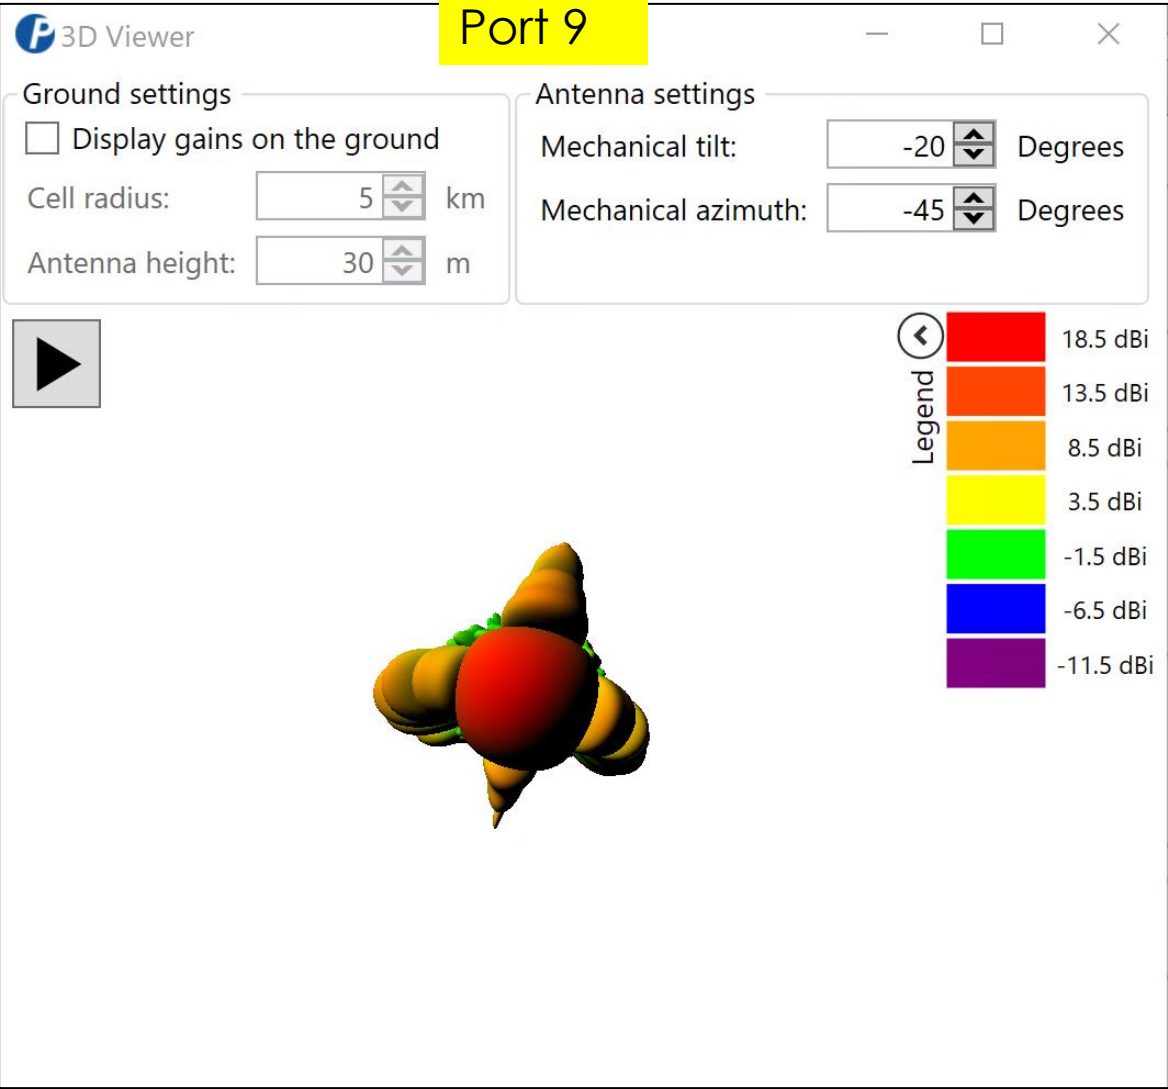 Port 9
3D Viewer
Ground settings
Display gains on the ground
Cell radius: 5 km
Antenna height: 30 m
Antenna settings
Mechanical tilt: -20 Degrees
Mechanical azimuth: -45 Degrees
Legend
18.5 dBi
13.5 dBi
8.5 dBi
3.5 dBi
-1.5 dBi
-6.5 dBi
-11.5 dBi